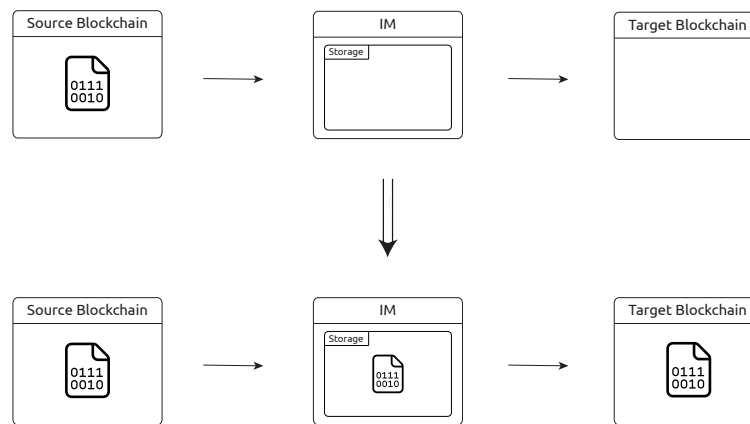 Source Blockchain
IM
Target Blockchain
Storage
0111
0010
Source Blockchain
IM
Target Blockchain
Storage
0111
0010
0111
0010
0111
0010